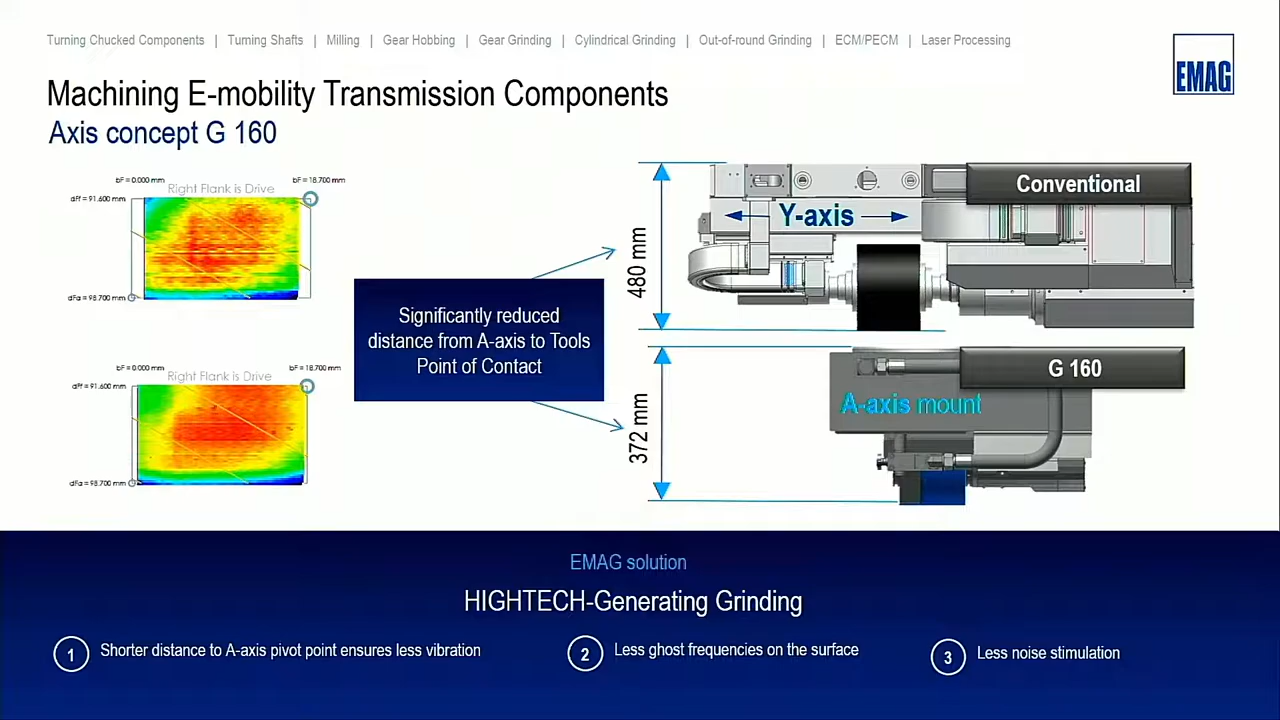 Turning Chucked Components | Turning Shafts | Milling | Gear Hobbing | Gear Grinding | Cylindrical Grinding | Out-of-round Grinding | ECM/PECM | Laser Processing
EMAG
Machining E-mobility Transmission Components
Axis concept G 160
bF = 0.000 mm
bF = 18.700 mm
Right Flank is Drive
dFf = 91.600 mm
dFa = 98.700 mm
bF = 0.000 mm
bF = 18.700 mm
Right Flank is Drive
dFf = 91.600 mm
dFa = 98.700 mm
Significantly reduced
distance from A-axis to Tools
Point of Contact
480 mm
Conventional
Y-axis
372 mm
G 160
A-axis mount
EMAG solution
HIGHTECH-Generating Grinding
1 Shorter distance to A-axis pivot point ensures less vibration
2 Less ghost frequencies on the surface
3 Less noise stimulation